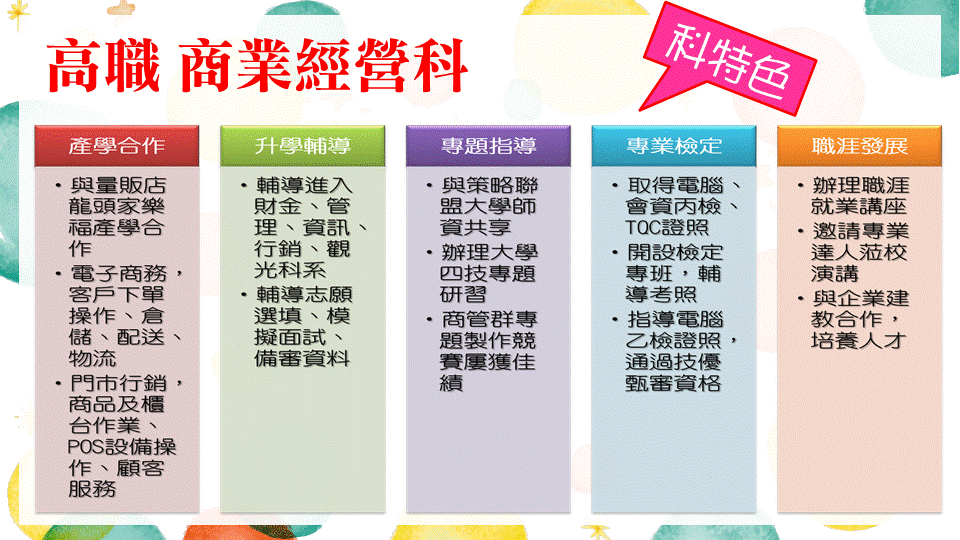 高職 商業經營科
科特色
產學合作
• 與量販店
龍頭家樂
福產學合
作
• 電子商務，
客戶下單
操作、倉
儲、配送、
物流
• 門市行銷，
商品及櫃
台作業、
POS設備操
作、顧客
服務
升學輔導
• 輔導進入
財金、管
理、資訊、
行銷、觀
光科系
• 輔導志願
選填、模
擬面試、
備審資料
專題指導
• 與策略聯
盟大學師
資共享
• 辦理大學
四技專題
研習
• 商管群專
題製作競
賽屢獲佳
績
專業檢定
• 取得電腦、
會資丙檢、
TQC證照
• 開設檢定
專班，輔
導考照
• 指導電腦
乙檢證照，
通過技優
甄審資格
職涯發展
• 辦理職涯
就業講座
• 邀請專業
達人蒞校
演講
• 與企業建
教合作，
培養人才